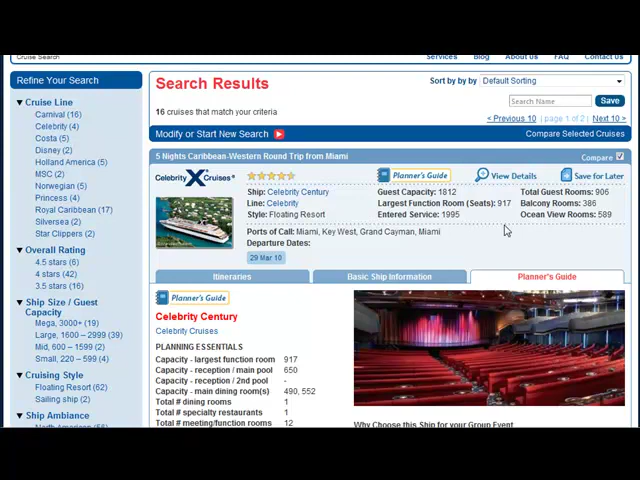 Cruise Search
Services Blog About Us FAQ Contact Us
Refine Your Search
Cruise Line
Carnival (16)
Celebrity (4)
Costa (5)
Disney (2)
Holland America (5)
MSC (2)
Norwegian (5)
Princess (4)
Royal Caribbean (17)
Silversea (2)
Star Clippers (2)
Overall Rating
4.5 stars (6)
4 stars (42)
3.5 stars (16)
Ship Size / Guest
Capacity
Mega, 3000+ (19)
Large, 1600 – 2999 (39)
Mid, 600 – 1599 (2)
Small, 220 – 599 (4)
Cruising Style
Floating Resort (62)
Sailing ship (2)
Ship Ambiance
North American (56)
Search Results
Sort by by by Default Sorting
16 cruises that match your criteria
Search Name Save
< Previous 10 | page 1 of 2 | Next 10 >
Modify or Start New Search
Compare Selected Cruises
5 Nights Caribbean-Western Round Trip from Miami
Compare
Celebrity X Cruises
Planner's Guide View Details Save for Later
Ship: Celebrity Century
Line: Celebrity
Style: Floating Resort
Guest Capacity: 1812
Largest Function Room (Seats): 917
Entered Service: 1995
Total Guest Rooms: 906
Balcony Rooms: 386
Ocean View Rooms: 589
Ports of Call: Miami, Key West, Grand Cayman, Miami
Departure Dates:
29 Mar 10
Itineraries Basic Ship Information Planner's Guide
Planner's Guide
Celebrity Century
Celebrity Cruises
PLANNING ESSENTIALS
Capacity - largest function room 917
Capacity - reception / main pool 650
Capacity - reception / 2nd pool -
Capacity - main dining room(s) 490, 552
Total # dining rooms 1
Total # specialty restaurants 1
Total # meeting/function rooms 12
Why Choose this Ship for your Group Event